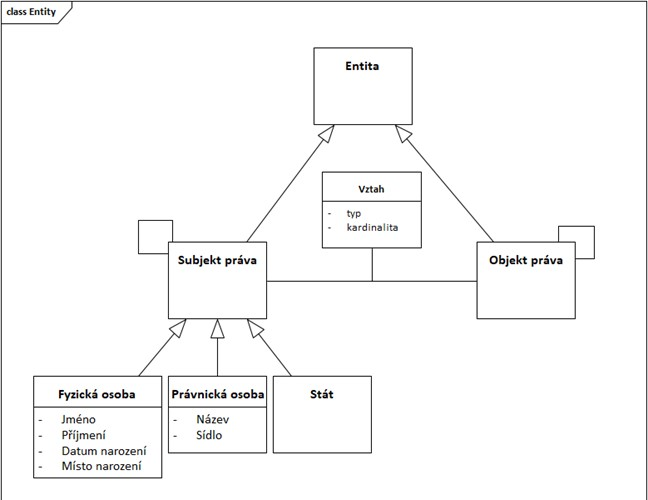 class Entity
Entita
Vztah
- typ
- kardinalita
Subjekt práva
Objekt práva
Fyzická osoba
- Jméno
- Příjmení
- Datum narození
- Místo narození
Právnická osoba
- Název
- Sídlo
Stát